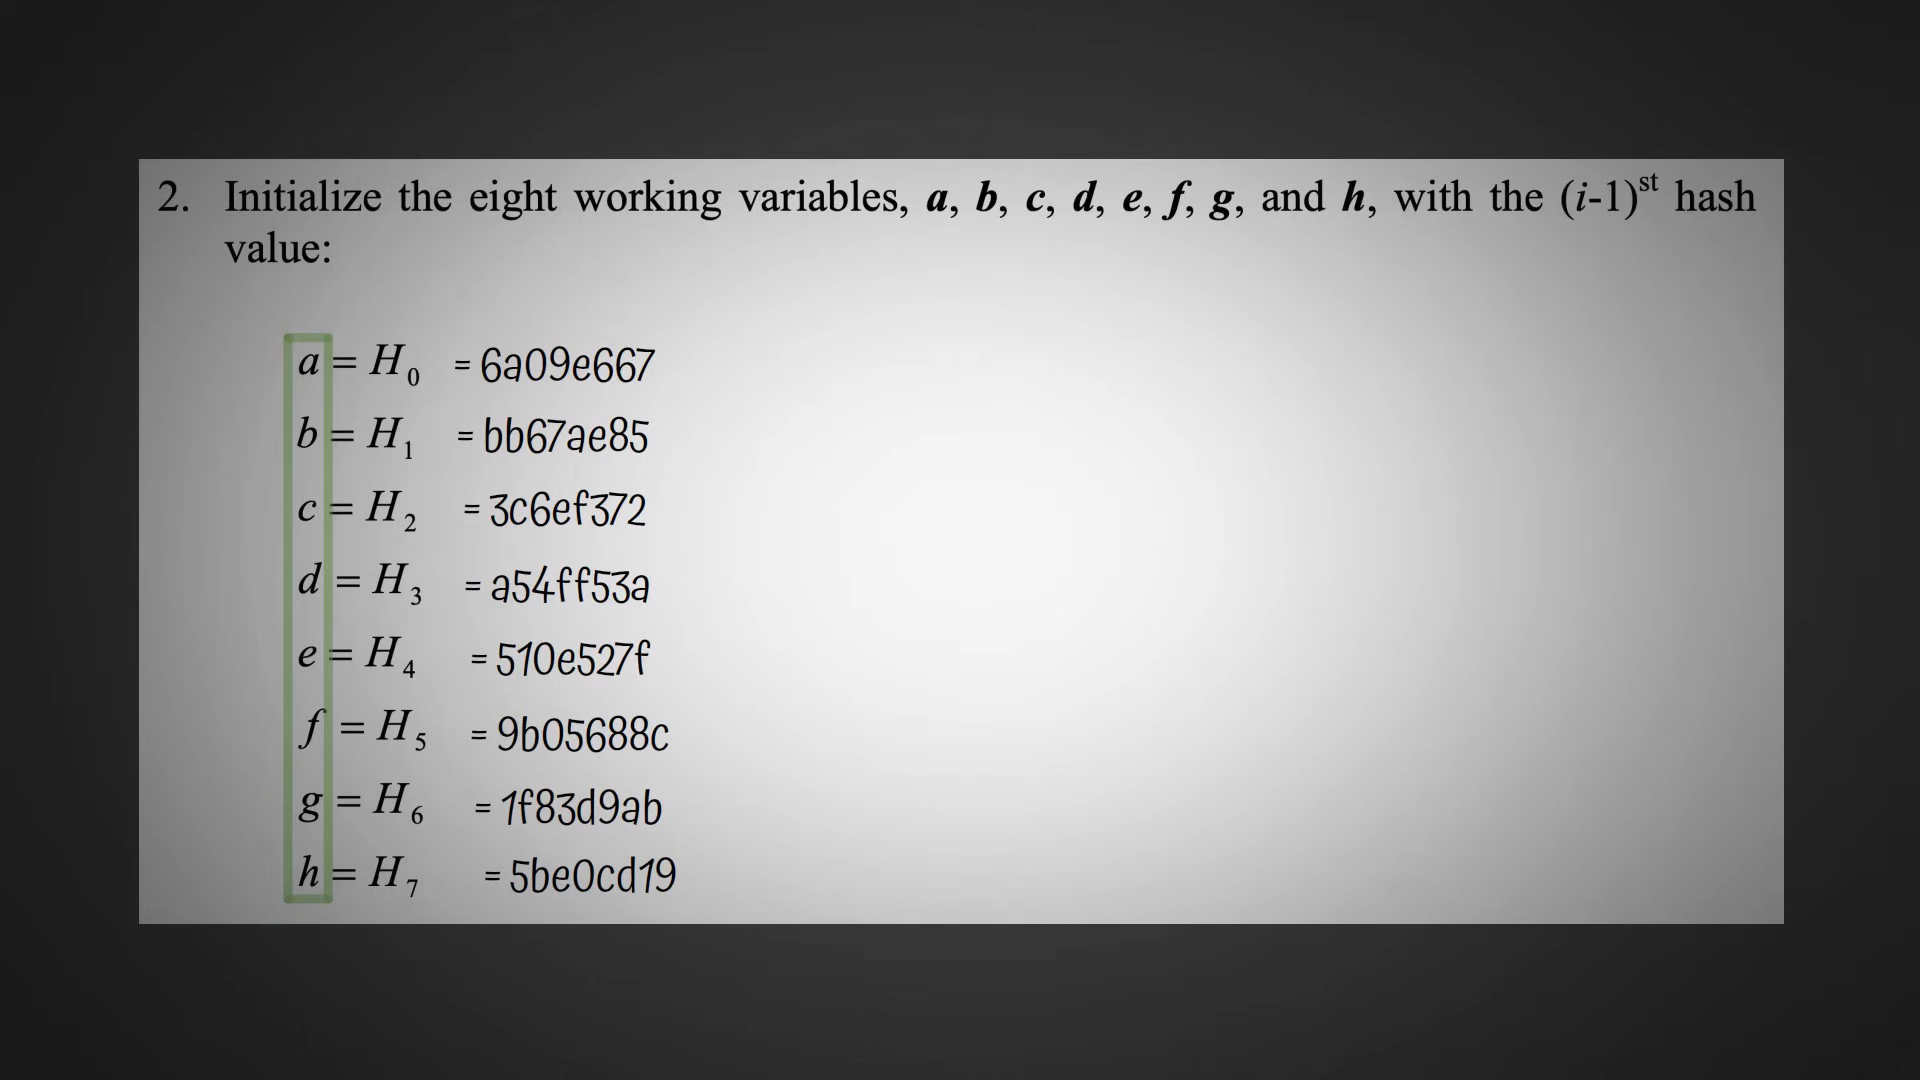 2. Initialize the eight working variables, a, b, c, d, e, f, g, and h, with the (i-1)st hash
value:
a = H0 = 6a09e667
b = H1 = bb67ae85
c = H2 = 3c6ef372
d = H3 = a54ff53a
e = H4 = 510e527f
f = H5 = 9b05688c
g = H6 = 1f83d9ab
h = H7 = 5be0cd19